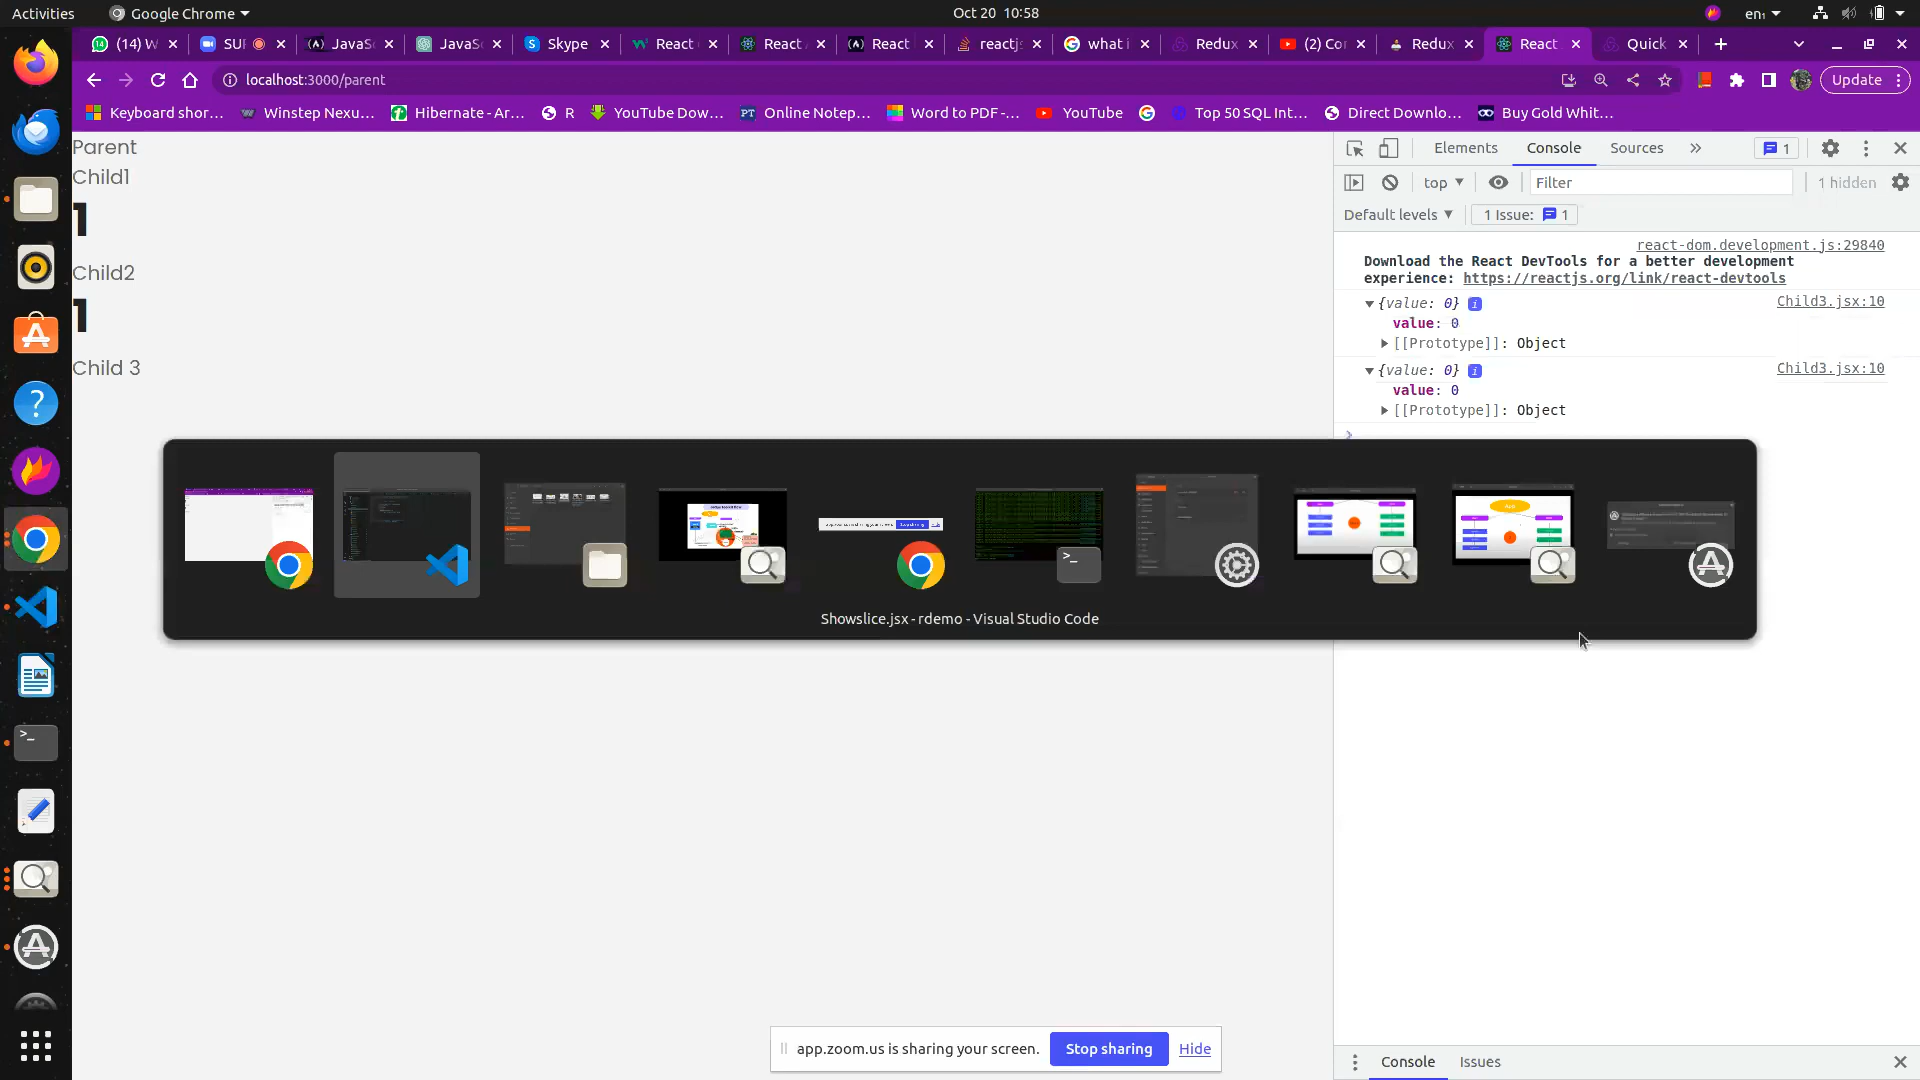 Activities
Google Chrome
Oct 20 10:58
en₁
(14) W
SUI
JavaS
JavaS
Skype
React
React
React
reactjs
what i
Redux
(2) Cor
Redux
React
Quick
localhost:3000/parent
Update
Keyboard shor...
Winstep Nexu...
Hibernate - Ar...
R
YouTube Dow...
Online Notep...
Word to PDF -...
YouTube
Top 50 SQL Int...
Direct Downlo...
Buy Gold Whit...
Parent
Child1
1
Child2
1
Child 3
Elements
Console
Sources
1
top
Filter
1 hidden
Default levels
1 Issue: 1
react-dom.development.js:29840
Download the React DevTools for a better development
experience: https://reactjs.org/link/react-devtools
{value: 0}
Child3.jsx:10
value: 0
[[Prototype]]: Object
{value: 0}
Child3.jsx:10
value: 0
[[Prototype]]: Object
Showslice.jsx - rdemo - Visual Studio Code
app.zoom.us is sharing your screen.
Stop sharing
Hide
Console
Issues